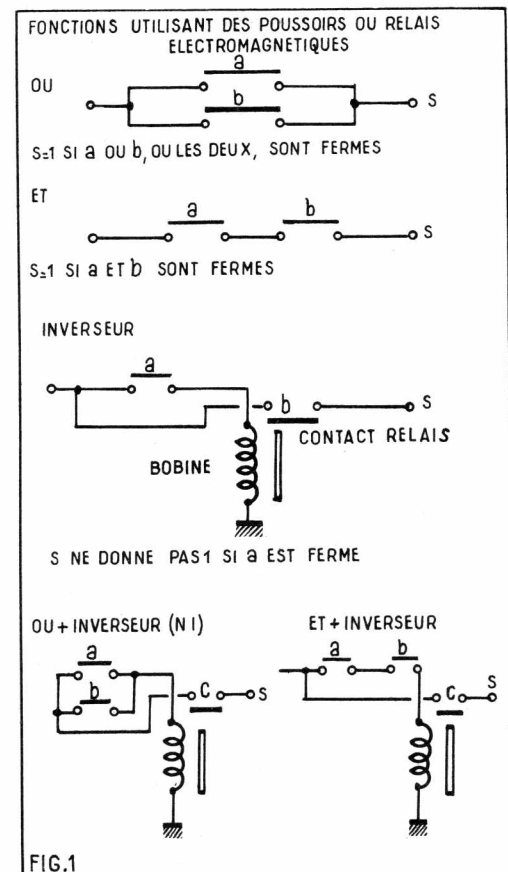 FONCTIONS UTILISANT DES POUSSOIRS OU RELAIS
ELECTROMAGNETIQUES
a
OU
b
S
S=1 SI a OU b, OU LES DEUX, SONT FERMES
ET
a
b
S
S=1 SI a ET b SONT FERMES
INVERSEUR
a
b
S
CONTACT RELAIS
BOBINE
S NE DONNE PAS 1 SI a EST FERME
OU + INVERSEUR (NI)
a
b
C
S
ET + INVERSEUR
a
b
C
S
FIG.1